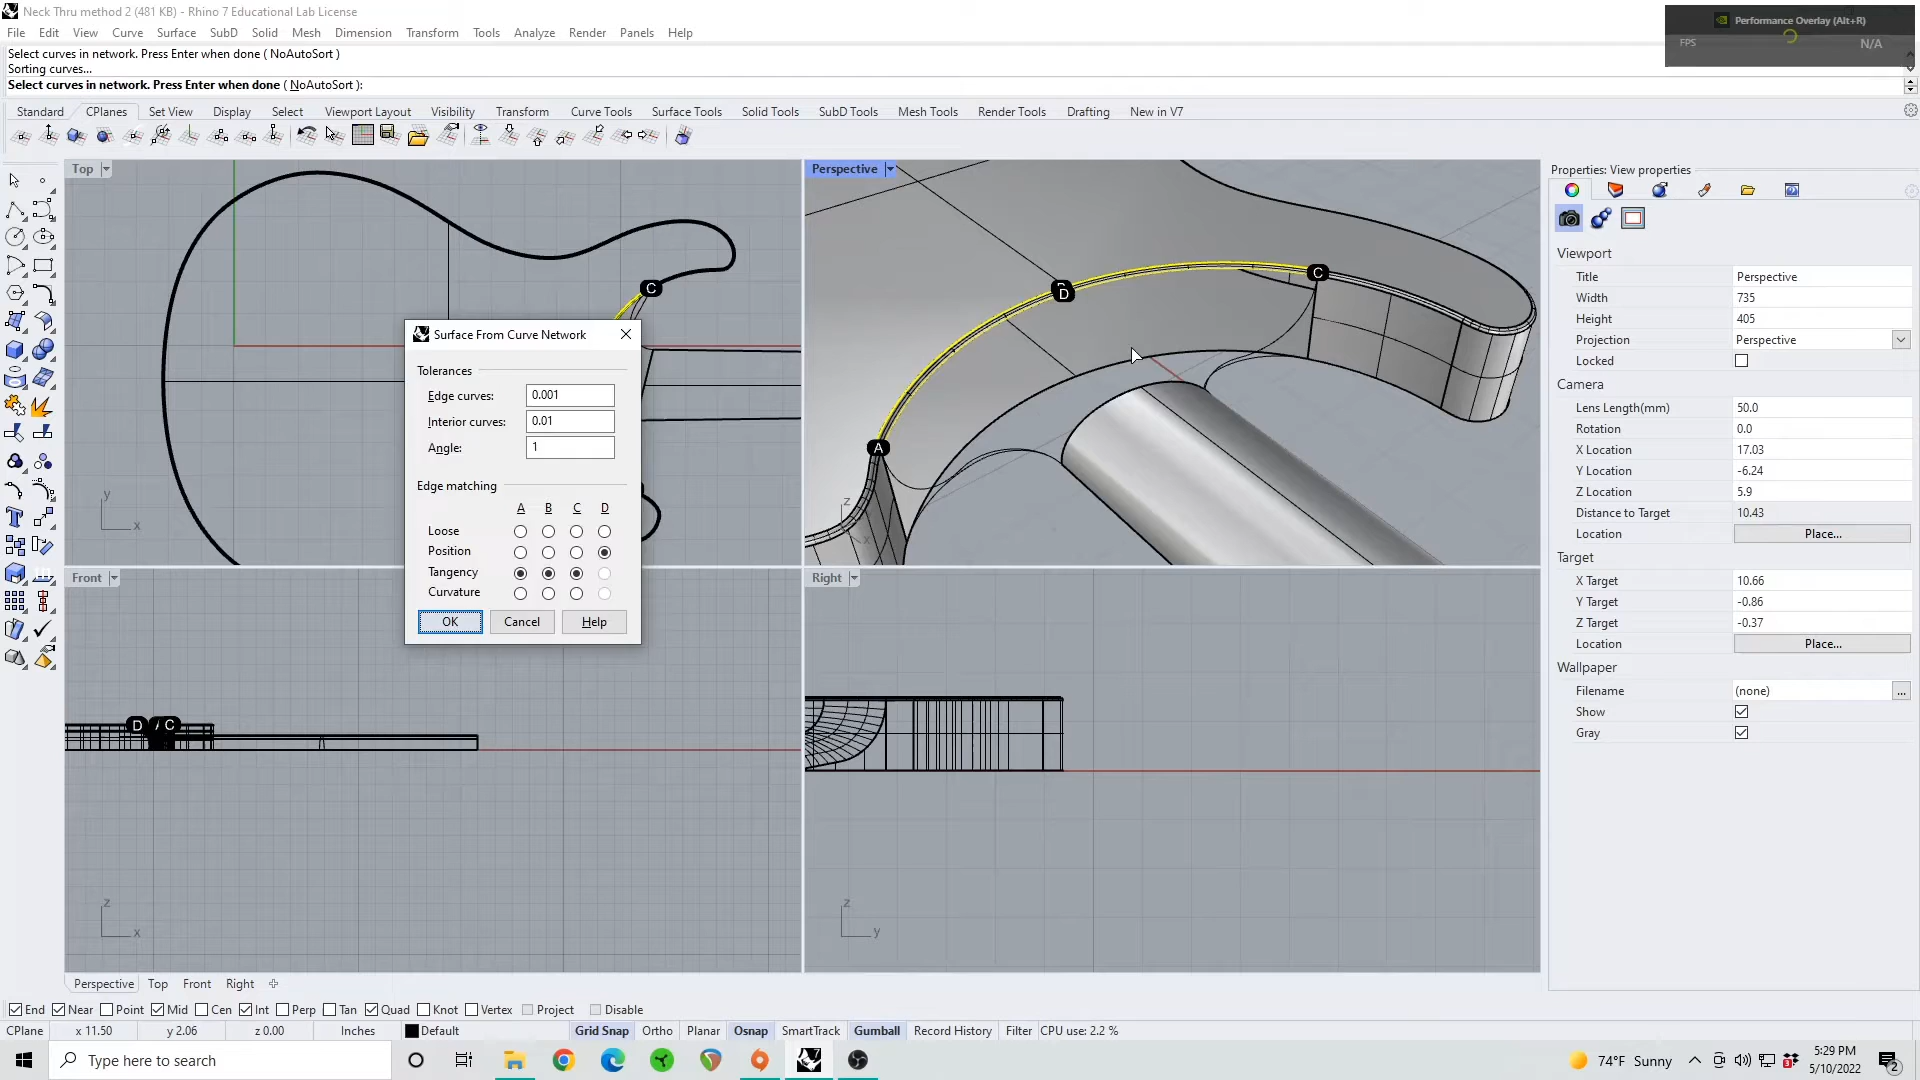 Neck Thru method 2 (481 KB) - Rhino 7 Educational Lab License
Performance Overlay (Alt+R)
FPS N/A
File Edit View Curve Surface SubD Solid Mesh Dimension Transform Tools Analyze Render Panels Help
Select curves in network. Press Enter when done ( NoAutoSort )
Sorting curves...
Select curves in network. Press Enter when done ( NoAutoSort ):
Standard CPlanes Set View Display Select Viewport Layout Visibility Transform Curve Tools Surface Tools Solid Tools SubD Tools Mesh Tools Render Tools Drafting New in V7
Top
C
y
x
Perspective
C
D
A
z
x
Surface From Curve Network
Tolerances
Edge curves: 0.001
Interior curves: 0.01
Angle: 1
Edge matching
A B C D
Loose
Position
Tangency
Curvature
OK Cancel Help
Front
D C
z
x
Right
z
y
Properties: View properties
Viewport
Title Perspective
Width 735
Height 405
Projection Perspective
Locked
Camera
Lens Length(mm) 50.0
Rotation 0.0
X Location 17.03
Y Location -6.24
Z Location 5.9
Distance to Target 10.43
Location Place...
Target
X Target 10.66
Y Target -0.86
Z Target -0.37
Location Place...
Wallpaper
Filename (none) ...
Show
Gray
Perspective Top Front Right
End Near Point Mid Cen Int Perp Tan Quad Knot Vertex Project Disable
CPlane x 11.50 y 2.06 z 0.00 Inches Default Grid Snap Ortho Planar Osnap SmartTrack Gumball Record History Filter CPU use: 2.2 %
Type here to search
74°F Sunny
5:29 PM
5/10/2022
2